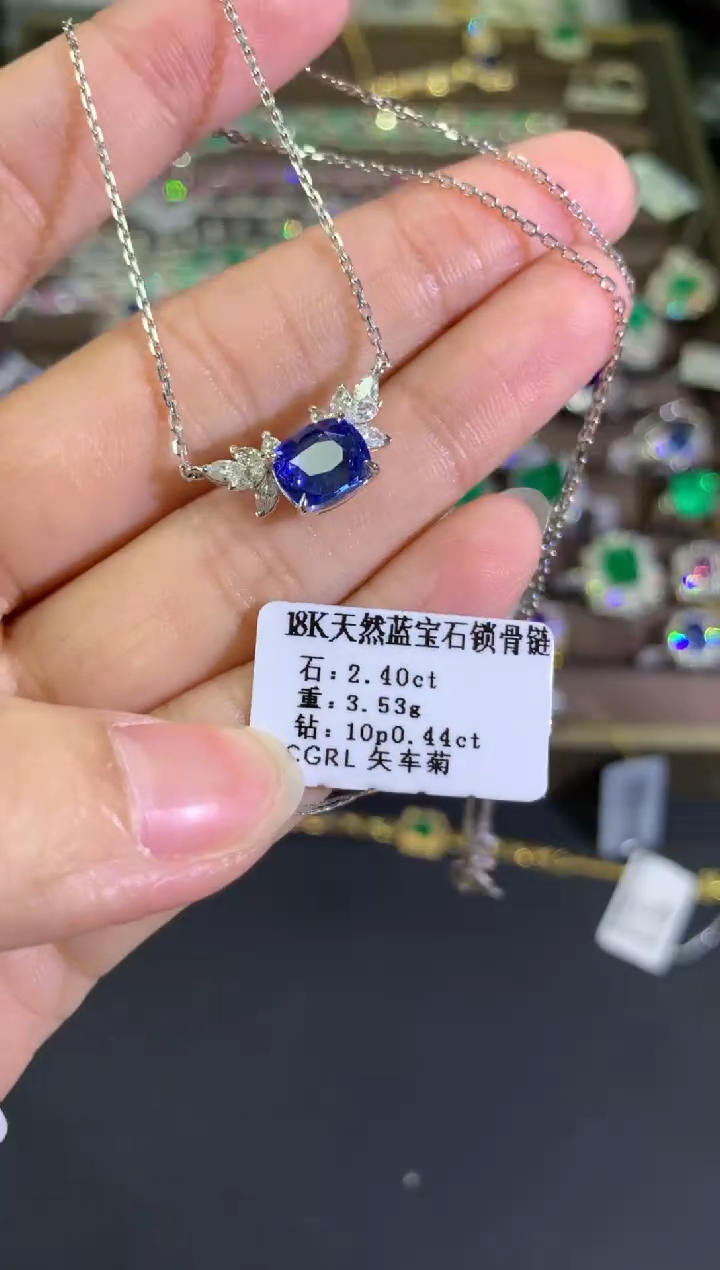 18K天然蓝宝石锁骨链
石:2.40ct
重:3.53g
钻:10p0.44ct
CGRL 矢车菊